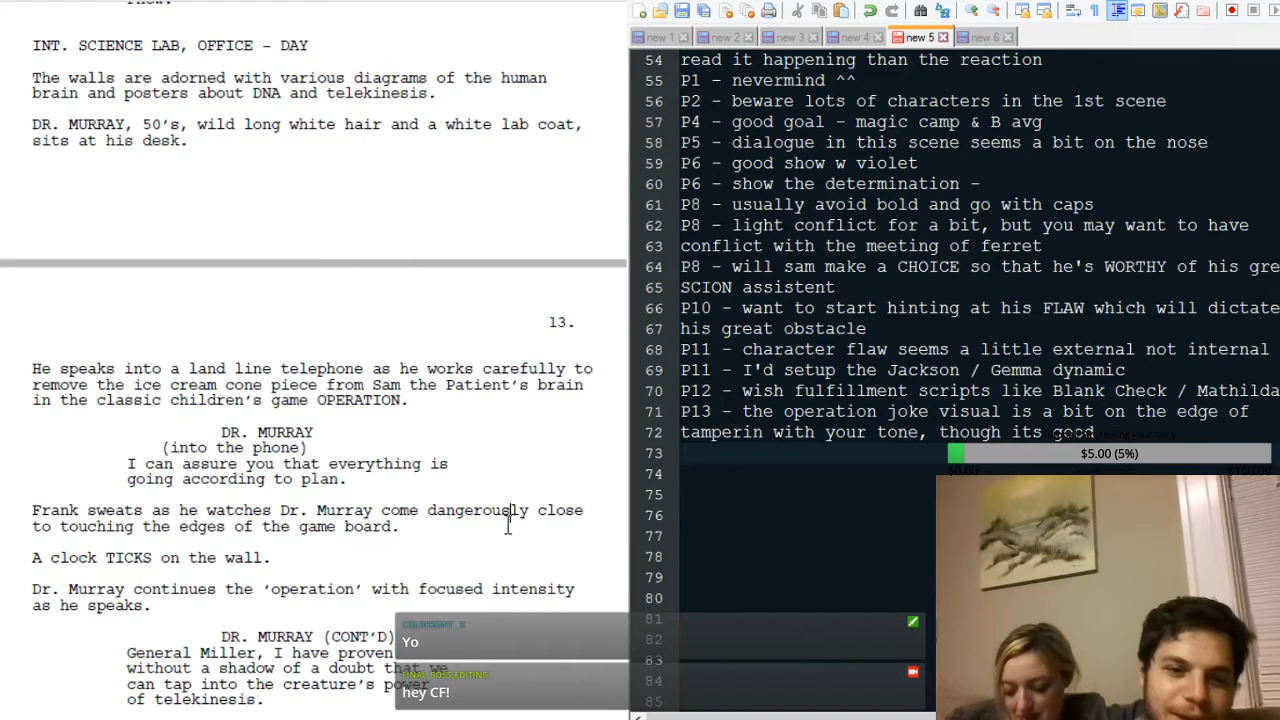 INT. SCIENCE LAB, OFFICE – DAY
The walls are adorned with various diagrams of the human
brain and posters about DNA and telekinesis.
DR. MURRAY, 50's, wild long white hair and a white lab coat,
sits at his desk.
13.
He speaks into a land line telephone as he works carefully to
remove the ice cream cone piece from Sam the Patient's brain
in the classic children's game OPERATION.
DR. MURRAY
(into the phone)
I can assure you that everything is
going according to plan.
Frank sweats as he watches Dr. Murray come dangerously close
to touching the edges of the game board.
A clock TICKS on the wall.
Dr. Murray continues the 'operation' with focused intensity
as he speaks.
DR. MURRAY (CONT'D)
General Miller, I have proven
without a shadow of a doubt that we
can tap into the creature's power
of telekinesis.
new 1
new 2
new 3
new 4
new 5
new 6
54 read it happening than the reaction
55 P1 - nevermind ^^
56 P2 - beware lots of characters in the 1st scene
57 P4 - good goal - magic camp & B avg
58 P5 - dialogue in this scene seems a bit on the nose
59 P6 - good show w violet
60 P6 - show the determination -
61 P8 - usually avoid bold and go with caps
62 P8 - light conflict for a bit, but you may want to have
63 conflict with the meeting of ferret
64 P8 - will sam make a CHOICE so that he's WORTHY of his gre
65 SCION assistent
66 P10 - want to start hinting at his FLAW which will dictate
67 his great obstacle
68 P11 - character flaw seems a little external not internal
69 P11 - I'd setup the Jackson / Gemma dynamic
70 P12 - wish fulfillment scripts like Blank Check / Mathilda
71 P13 - the operation joke visual is a bit on the edge of
72 tamperin with your tone, though its good
73
74
75
76
77
78
79
80
81
82
83
84
85
$5.00 (5%)
COLDFRONT_X
Yo
FINAL_BOSS_EDITING
hey CF!